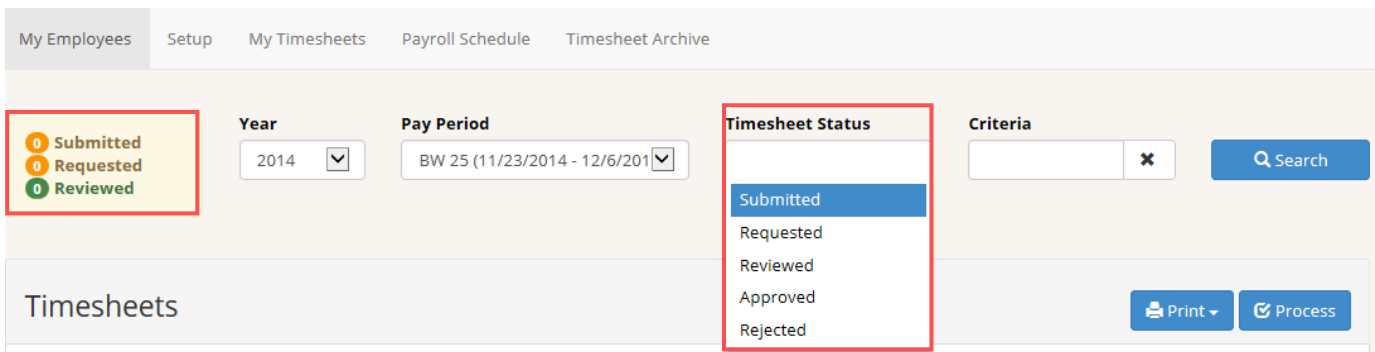 My Employees Setup My Timesheets Payroll Schedule Timesheet Archive
0 Submitted
0 Requested
0 Reviewed
Year
2014
Pay Period
BW 25 (11/23/2014 - 12/6/201
Timesheet Status
Submitted
Requested
Reviewed
Approved
Rejected
Criteria
Search
Timesheets
Print
Process